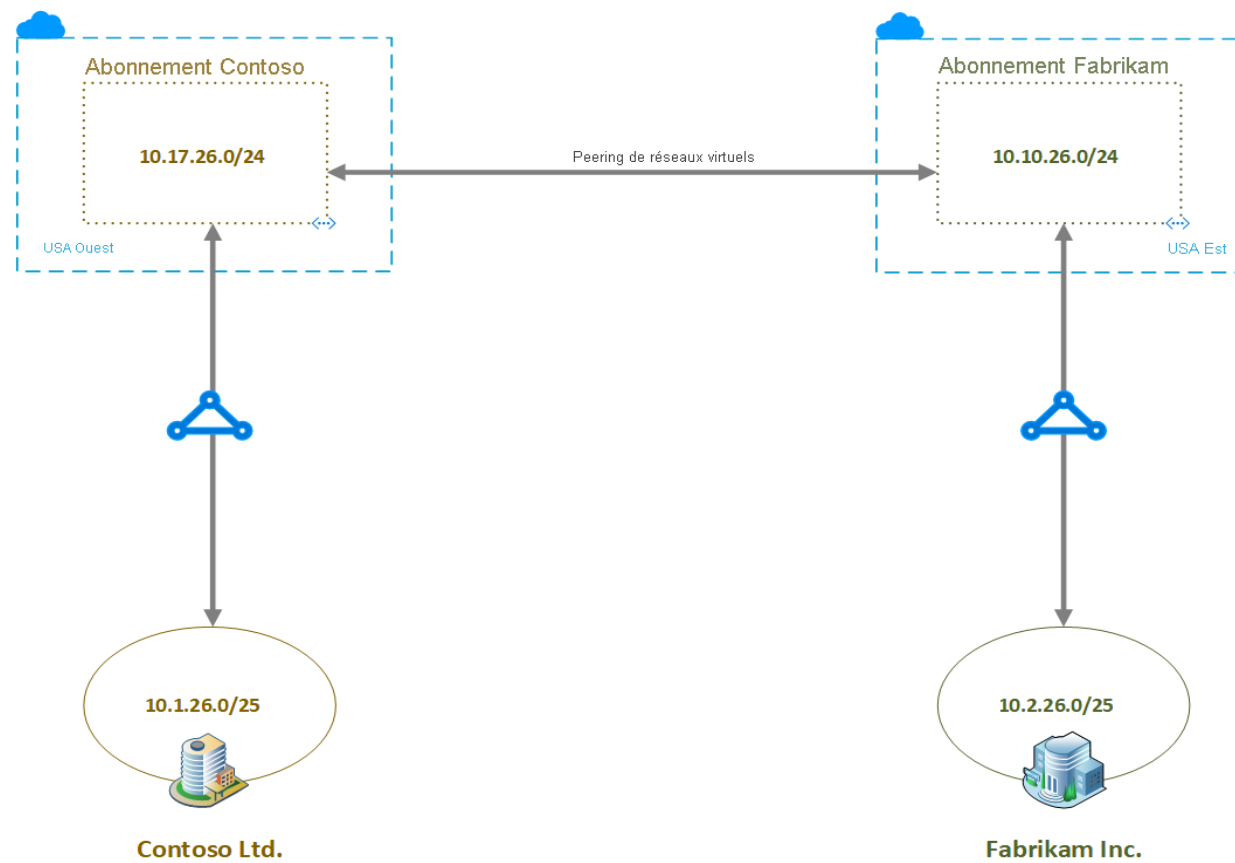 Abonnement Contoso
Abonnement Fabrikam
10.17.26.0/24
Peering de réseaux virtuels
10.10.26.0/24
USA Ouest
USA Est
10.1.26.0/25
10.2.26.0/25
Contoso Ltd.
Fabrikam Inc.